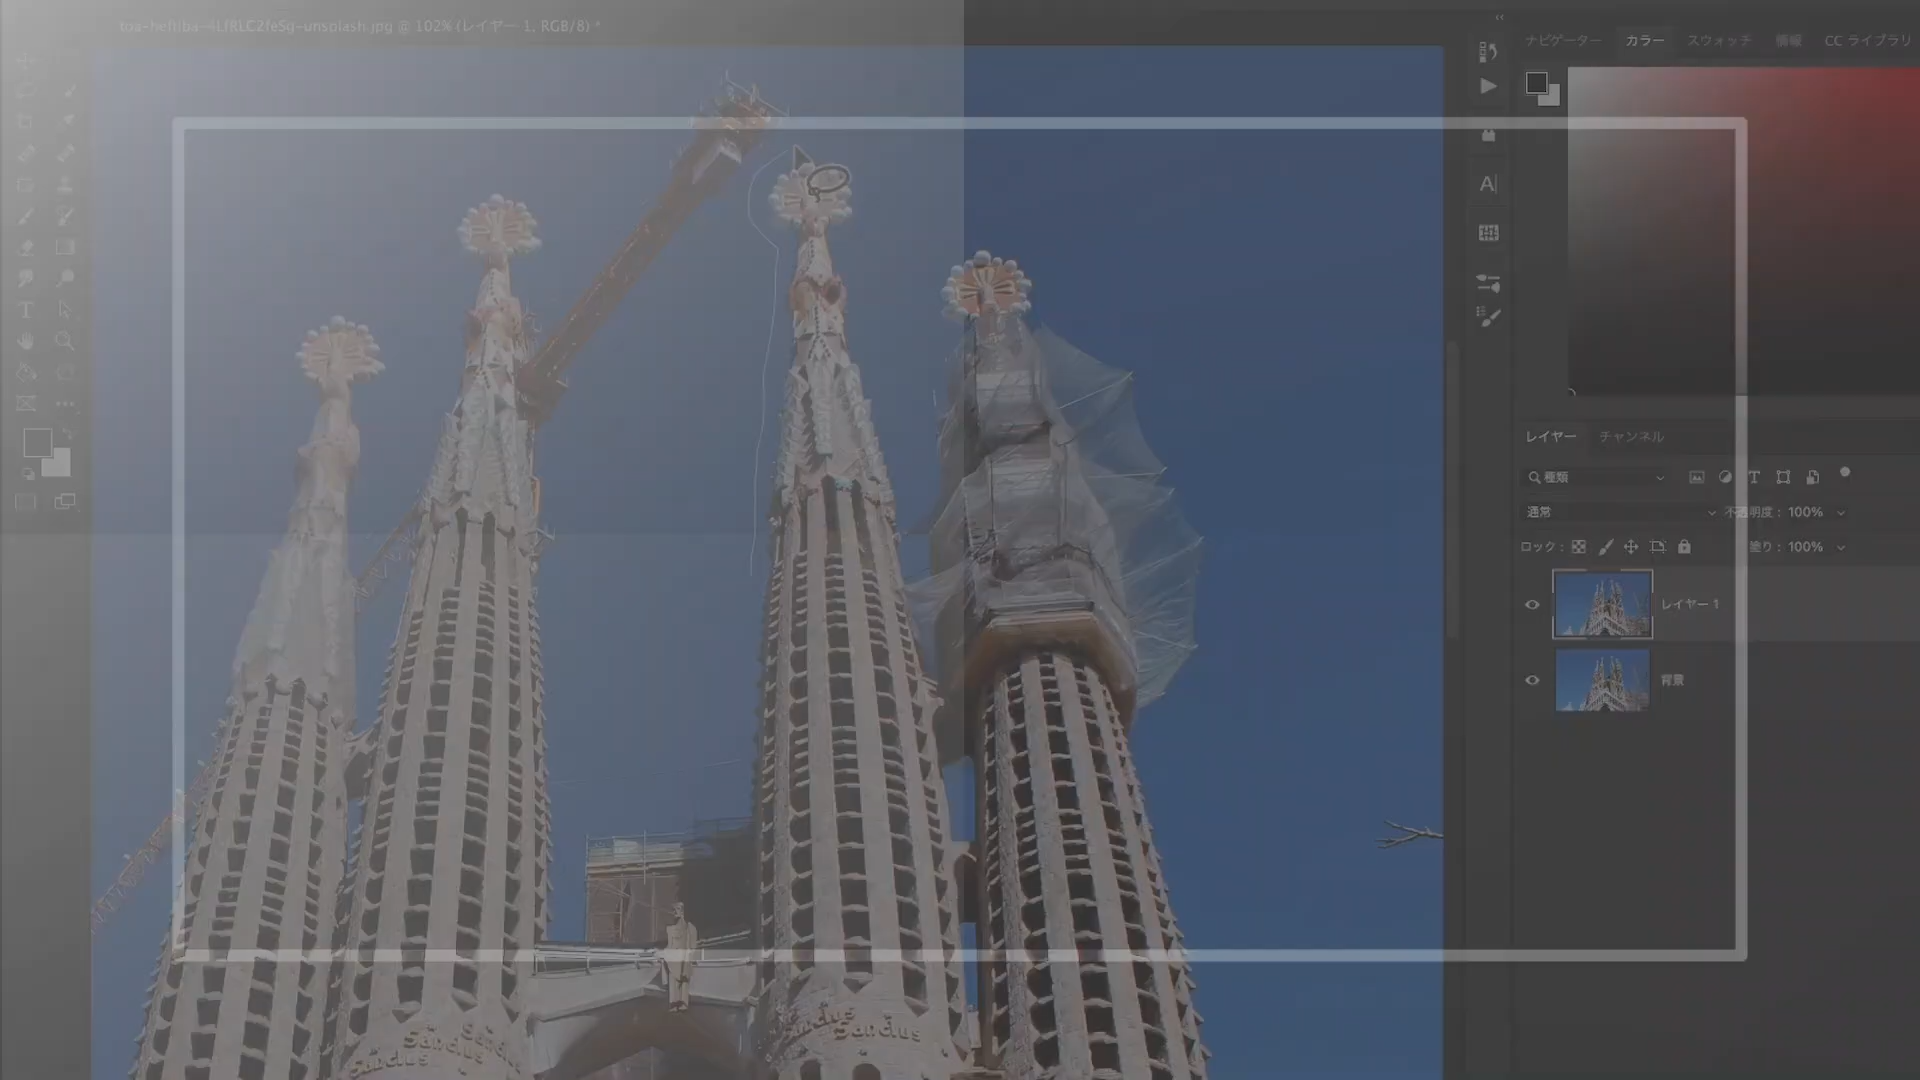 toa-heftiba-4LfRLCZfeSg-unsplash.jpg @ 102% (レイヤー 1, RGB/8) *
ナビゲーター カラー スウォッチ 情報 CC ライブラリ
レイヤー チャンネル
種類
通常 不透明度 : 100%
ロック : 塗り : 100%
レイヤー 1
背景
Sanctus
Sanctus
Sanctus